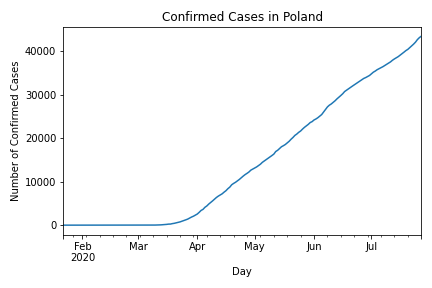 Confirmed Cases in Poland
Number of Confirmed Cases
40000
30000
20000
10000
0
Feb Mar Apr May Jun Jul
2020
Day